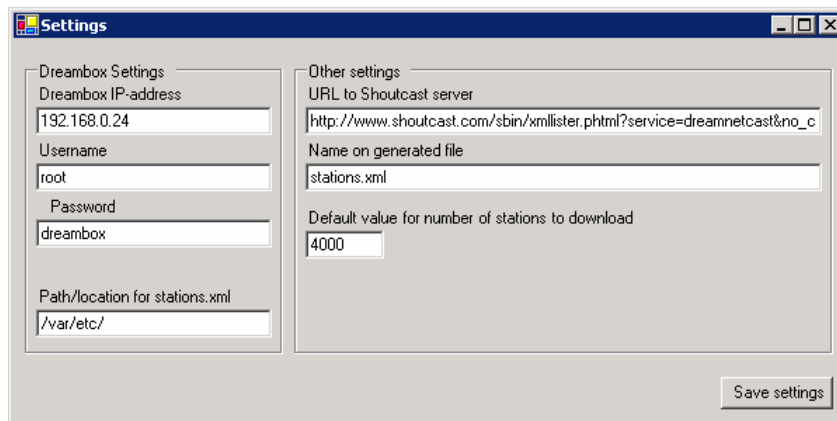 Settings
Dreambox Settings
Dreambox IP-address
192.168.0.24
Username
root
Password
dreambox
Path/location for stations.xml
/var/etc/
Other settings
URL to Shoutcast server
http://www.shoutcast.com/sbin/xmllister.phtml?service=dreamnetcast&no_c
Name on generated file
stations.xml
Default value for number of stations to download
4000
Save settings